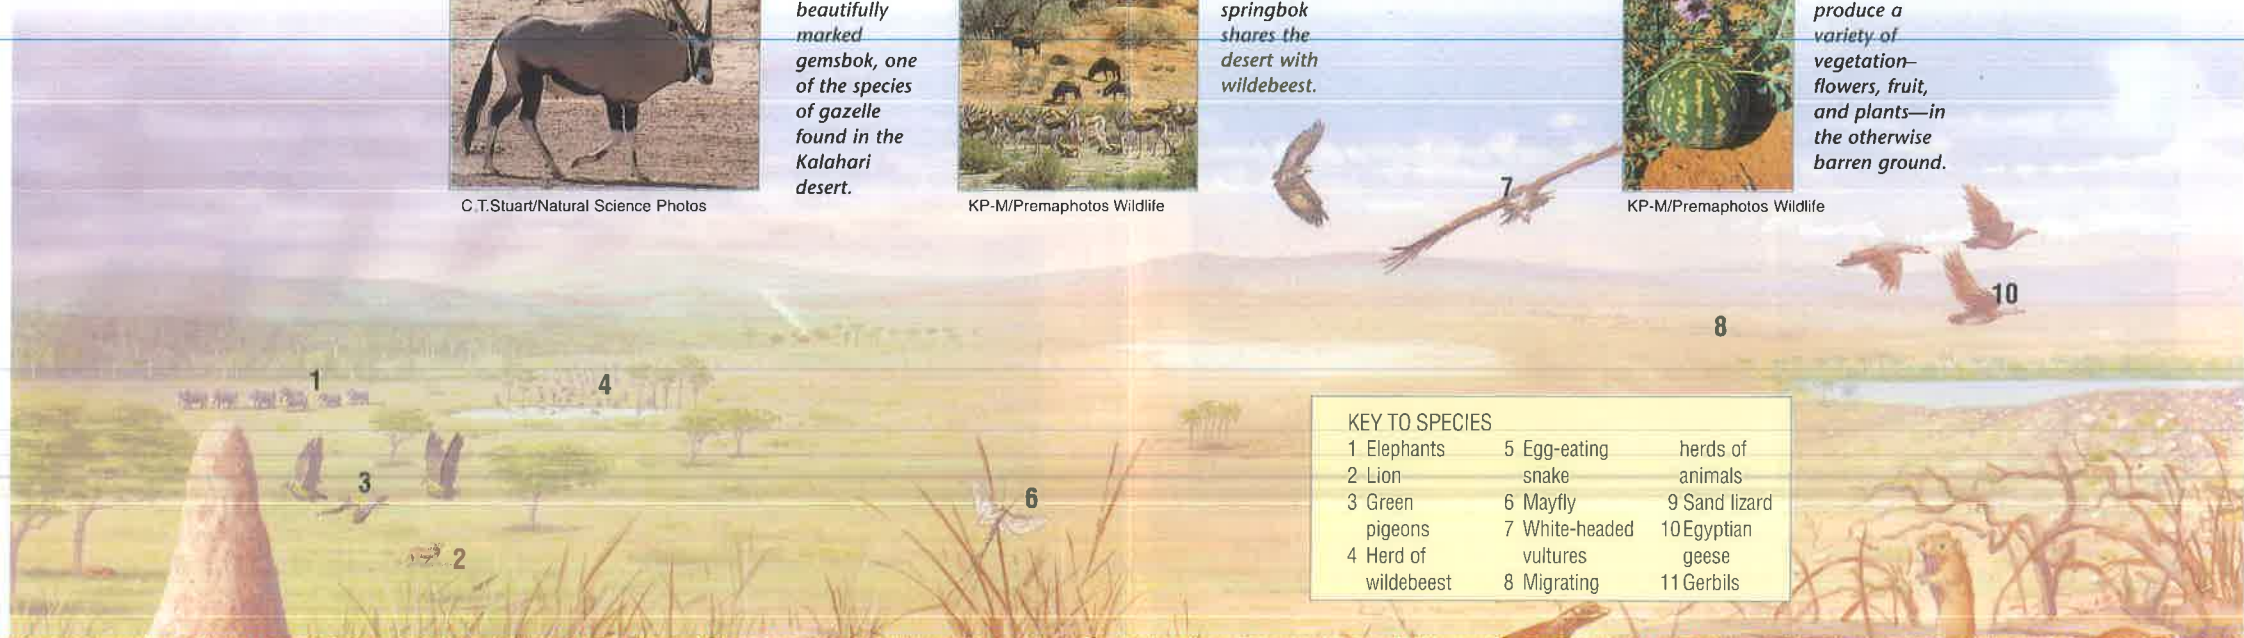 beautifully
marked
gemsbok, one
of the species
of gazelle
found in the
Kalahari
desert.
C.T.Stuart/Natural Science Photos
springbok
shares the
desert with
wildebeest.
KP-M/Premaphotos Wildlife
produce a
variety of
vegetation–
flowers, fruit,
and plants—in
the otherwise
barren ground.
KP-M/Premaphotos Wildlife
7
10
8
1
4
3
6
2
KEY TO SPECIES
1 Elephants
2 Lion
3 Green
pigeons
4 Herd of
wildebeest
5 Egg-eating
snake
6 Mayfly
7 White-headed
vultures
8 Migrating
herds of
animals
9 Sand lizard
10 Egyptian
geese
11 Gerbils